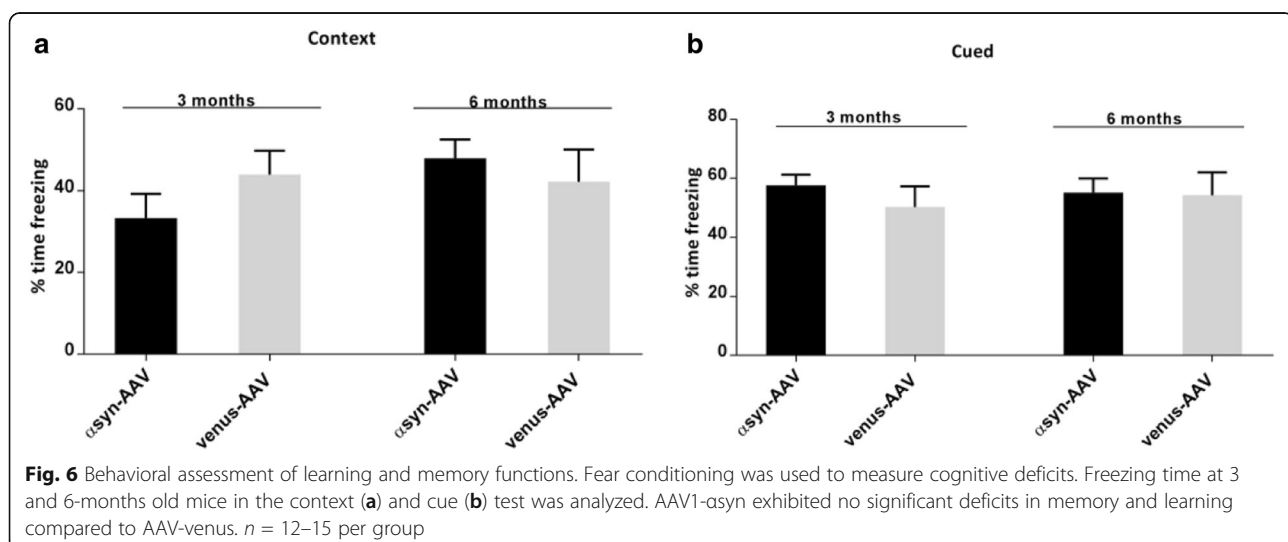 a
Context
3 months
6 months
60
40
20
0
% time freezing
αsyn-AAV
venus-AAV
αsyn-AAV
venus-AAV
b
Cued
3 months
6 months
80
60
40
20
0
% time freezing
αsyn-AAV
venus-AAV
αsyn-AAV
venus-AAV
Fig. 6 Behavioral assessment of learning and memory functions. Fear conditioning was used to measure cognitive deficits. Freezing time at 3
and 6-months old mice in the context (a) and cue (b) test was analyzed. AAV1-αsyn exhibited no significant deficits in memory and learning
compared to AAV-venus. n = 12–15 per group